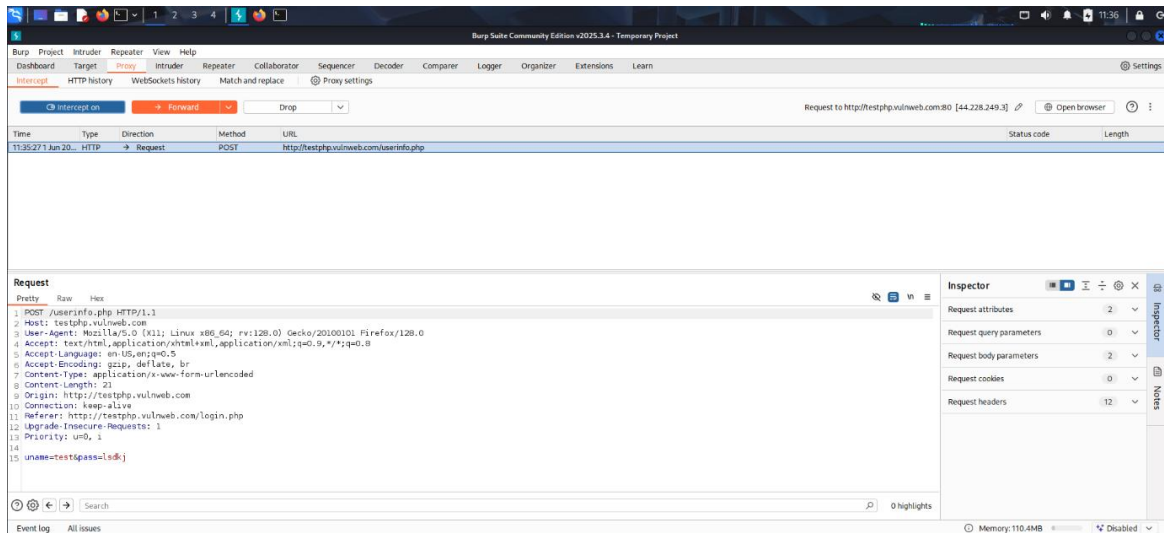 1 2 3 4 11:36
Burp Suite Community Edition v2025.3.4 - Temporary Project
Burp Project Intruder Repeater View Help
Dashboard Target Proxy Intruder Repeater Collaborator Sequencer Decoder Comparer Logger Organizer Extensions Learn Settings
Intercept HTTP history WebSockets history Match and replace Proxy settings
Intercept on Forward Drop Request to http://testphp.vulnweb.com:80 [44.228.249.3] Open browser
Time Type Direction Method URL Status code Length
11:35:27 1 Jun 20... HTTP → Request POST http://testphp.vulnweb.com/userinfo.php
Request
Pretty Raw Hex \n
1 POST /userinfo.php HTTP/1.1
2 Host: testphp.vulnweb.com
3 User-Agent: Mozilla/5.0 (X11; Linux x86_64; rv:128.0) Gecko/20100101 Firefox/128.0
4 Accept: text/html,application/xhtml+xml,application/xml;q=0.9,*/*;q=0.8
5 Accept-Language: en-US,en;q=0.5
6 Accept-Encoding: gzip, deflate, br
7 Content-Type: application/x-www-form-urlencoded
8 Content-Length: 21
9 Origin: http://testphp.vulnweb.com
10 Connection: keep-alive
11 Referer: http://testphp.vulnweb.com/login.php
12 Upgrade-Insecure-Requests: 1
13 Priority: u=0, i
14
15 uname=test&pass=lsdkj
Search 0 highlights
Inspector
Request attributes 2
Request query parameters 0
Request body parameters 2
Request cookies 0
Request headers 12
Inspector
Notes
Event log All issues Memory: 110.4MB Disabled